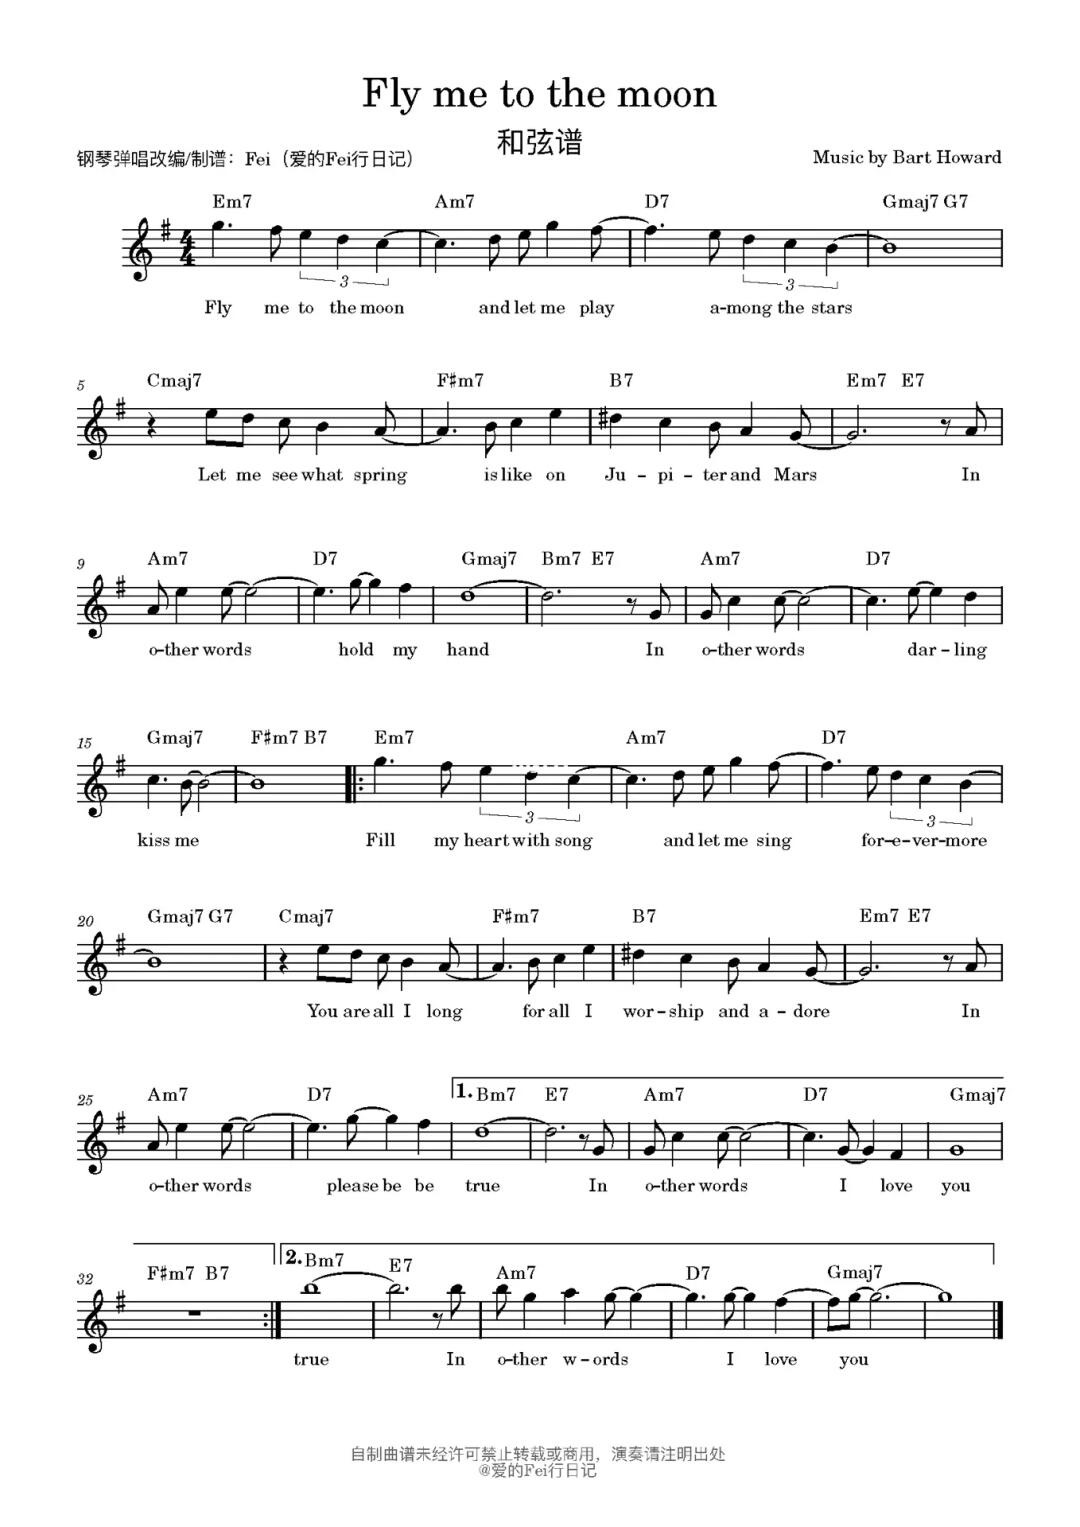 Fly me to the moon
和弦谱
钢琴弹唱改编/制谱：Fei（爱的Fei行日记）
Music by Bart Howard
Em7 Am7 D7 Gmaj7 G7
4 4
3 3
Fly me to the moon and let me play a-mong the stars
5
Cmaj7 F♯m7 B7 Em7 E7
Let me see what spring is like on Ju - pi - ter and Mars In
9
Am7 D7 Gmaj7 Bm7 E7 Am7 D7
o-ther words hold my hand In o-ther words dar - ling
15
Gmaj7 F♯m7 B7 Em7 Am7 D7
3 3
kiss me Fill my heart with song and let me sing for-e-ver-more
20
Gmaj7 G7 Cmaj7 F♯m7 B7 Em7 E7
You are all I long for all I wor - ship and a - dore In
25
Am7 D7 1. Bm7 E7 Am7 D7 Gmaj7
o-ther words please be be true In o-ther words I love you
32
F♯m7 B7 2. Bm7 E7 Am7 D7 Gmaj7
true In o-ther w - ords I love you
自制曲谱未经许可禁止转载或商用，演奏请注明出处
@爱的Fei行日记